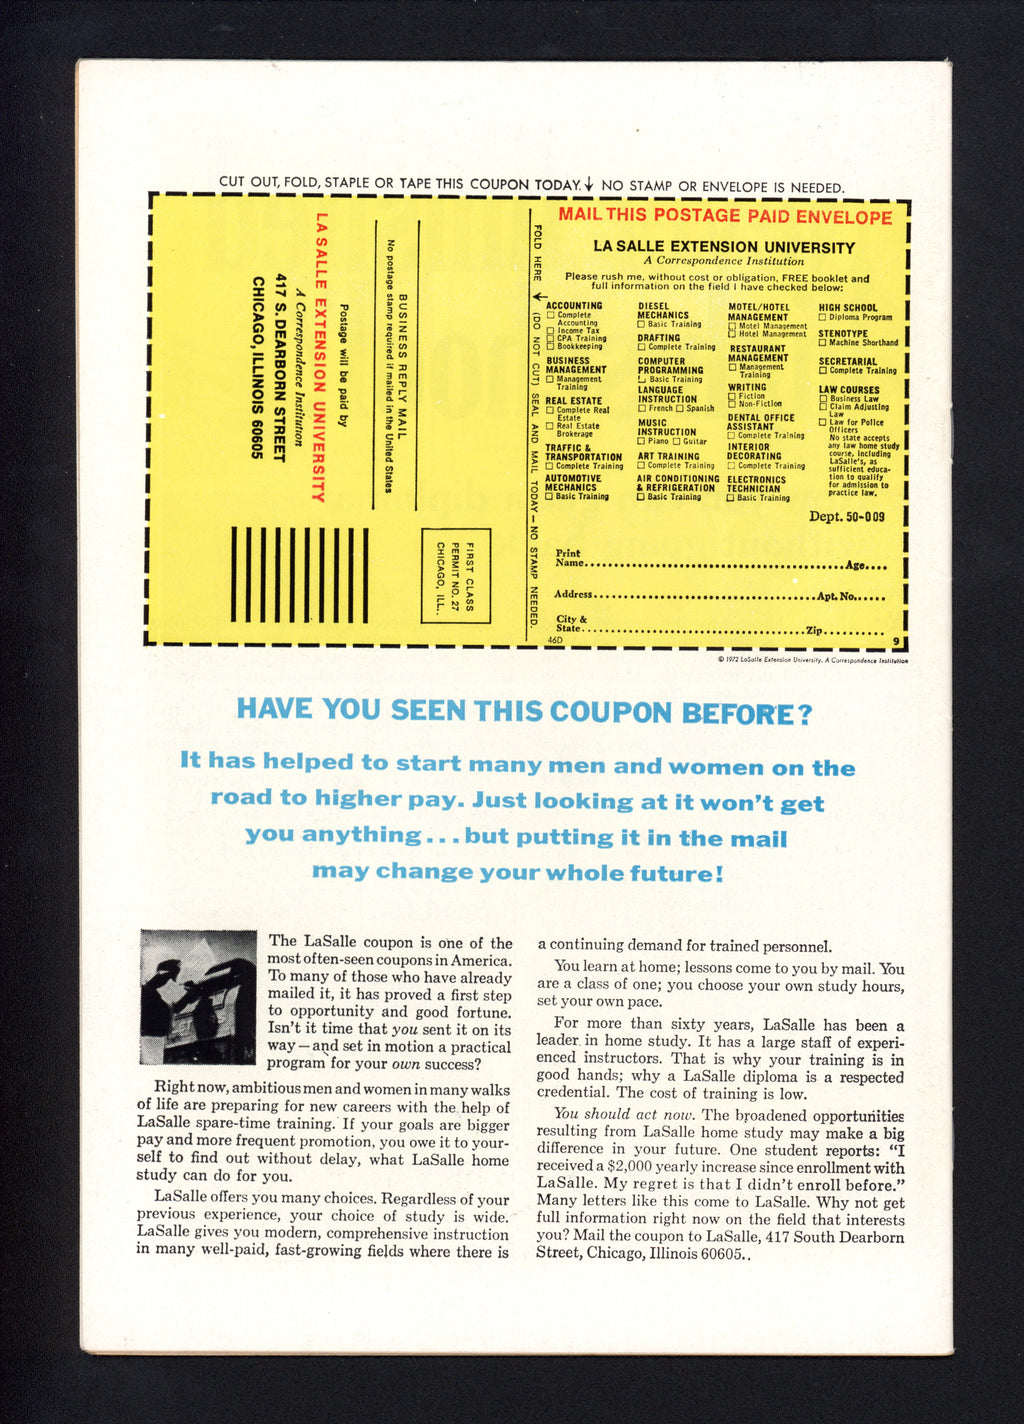 CUT OUT, FOLD, STAPLE OR TAPE THIS COUPON TODAY. ↓ NO STAMP OR ENVELOPE IS NEEDED.
Postage will be paid by
LA SALLE EXTENSION UNIVERSITY
A Correspondence Institution
417 S. DEARBORN STREET
CHICAGO, ILLINOIS 60605
BUSINESS REPLY MAIL
No postage stamp required if mailed in the United States
FIRST CLASS
PERMIT NO. 27
CHICAGO, ILL..
FOLD HERE ← (DO NOT CUT) SEAL AND MAIL TODAY — NO STAMP NEEDED.
MAIL THIS POSTAGE PAID ENVELOPE
LA SALLE EXTENSION UNIVERSITY
A Correspondence Institution
Please rush me, without cost or obligation, FREE booklet and
full information on the field I have checked below:
ACCOUNTING
☐ Complete
Accounting
☐ Income Tax
☐ CPA Training
☐ Bookkeeping
BUSINESS
MANAGEMENT
☐ Management
Training
REAL ESTATE
☐ Complete Real
Estate
☐ Real Estate
Brokerage
TRAFFIC &
TRANSPORTATION
☐ Complete Training
AUTOMOTIVE
MECHANICS
☐ Basic Training
DIESEL
MECHANICS
☐ Basic Training
DRAFTING
☐ Complete Training
COMPUTER
PROGRAMMING
☐ Basic Training
LANGUAGE
INSTRUCTION
☐ French ☐ Spanish
MUSIC
INSTRUCTION
☐ Piano ☐ Guitar
ART TRAINING
☐ Complete Training
AIR CONDITIONING
& REFRIGERATION
☐ Basic Training
MOTEL/HOTEL
MANAGEMENT
☐ Motel Management
☐ Hotel Management
RESTAURANT
MANAGEMENT
☐ Management
Training
WRITING
☐ Fiction
☐ Non-Fiction
DENTAL OFFICE
ASSISTANT
☐ Complete Training
INTERIOR
DECORATING
☐ Complete Training
ELECTRONICS
TECHNICIAN
☐ Basic Training
HIGH SCHOOL
☐ Diploma Program
STENOTYPE
☐ Machine Shorthand
SECRETARIAL
☐ Complete Training
LAW COURSES
☐ Business Law
☐ Claim Adjusting
Law
☐ Law for Police
Officers
No state accepts
any law home study
course, including
LaSalle's, as
sufficient educa-
tion to qualify
for admission to
practice law.
Dept. 50-009
Print
Name.....Age....
Address.....Apt. No......
City &
State.....Zip..........
46D
9
© 1972 LaSalle Extension University, A Correspondence Institution
HAVE YOU SEEN THIS COUPON BEFORE?
It has helped to start many men and women on the
road to higher pay. Just looking at it won't get
you anything...but putting it in the mail
may change your whole future!
The LaSalle coupon is one of the
most often-seen coupons in America.
To many of those who have already
mailed it, it has proved a first step
to opportunity and good fortune.
Isn't it time that you sent it on its
way — and set in motion a practical
program for your own success?
Right now, ambitious men and women in many walks
of life are preparing for new careers with the help of
LaSalle spare-time training. If your goals are bigger
pay and more frequent promotion, you owe it to your-
self to find out without delay, what LaSalle home
study can do for you.
LaSalle offers you many choices. Regardless of your
previous experience, your choice of study is wide.
LaSalle gives you modern, comprehensive instruction
in many well-paid, fast-growing fields where there is
a continuing demand for trained personnel.
You learn at home; lessons come to you by mail. You
are a class of one; you choose your own study hours,
set your own pace.
For more than sixty years, LaSalle has been a
leader in home study. It has a large staff of experi-
enced instructors. That is why your training is in
good hands; why a LaSalle diploma is a respected
credential. The cost of training is low.
You should act now. The broadened opportunities
resulting from LaSalle home study may make a big
difference in your future. One student reports: "I
received a $2,000 yearly increase since enrollment with
LaSalle. My regret is that I didn't enroll before."
Many letters like this come to LaSalle. Why not get
full information right now on the field that interests
you? Mail the coupon to LaSalle, 417 South Dearborn
Street, Chicago, Illinois 60605..